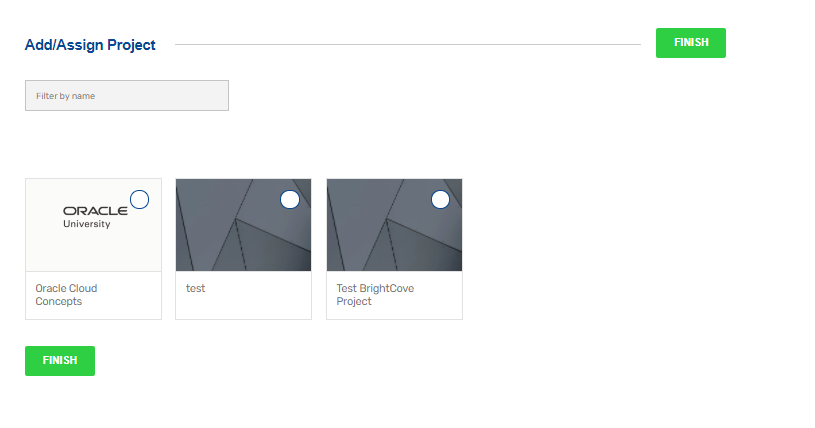 Add/Assign Project
FINISH
Filter by name
ORACLE
University
Oracle Cloud
Concepts
test
Test BrightCove
Project
FINISH